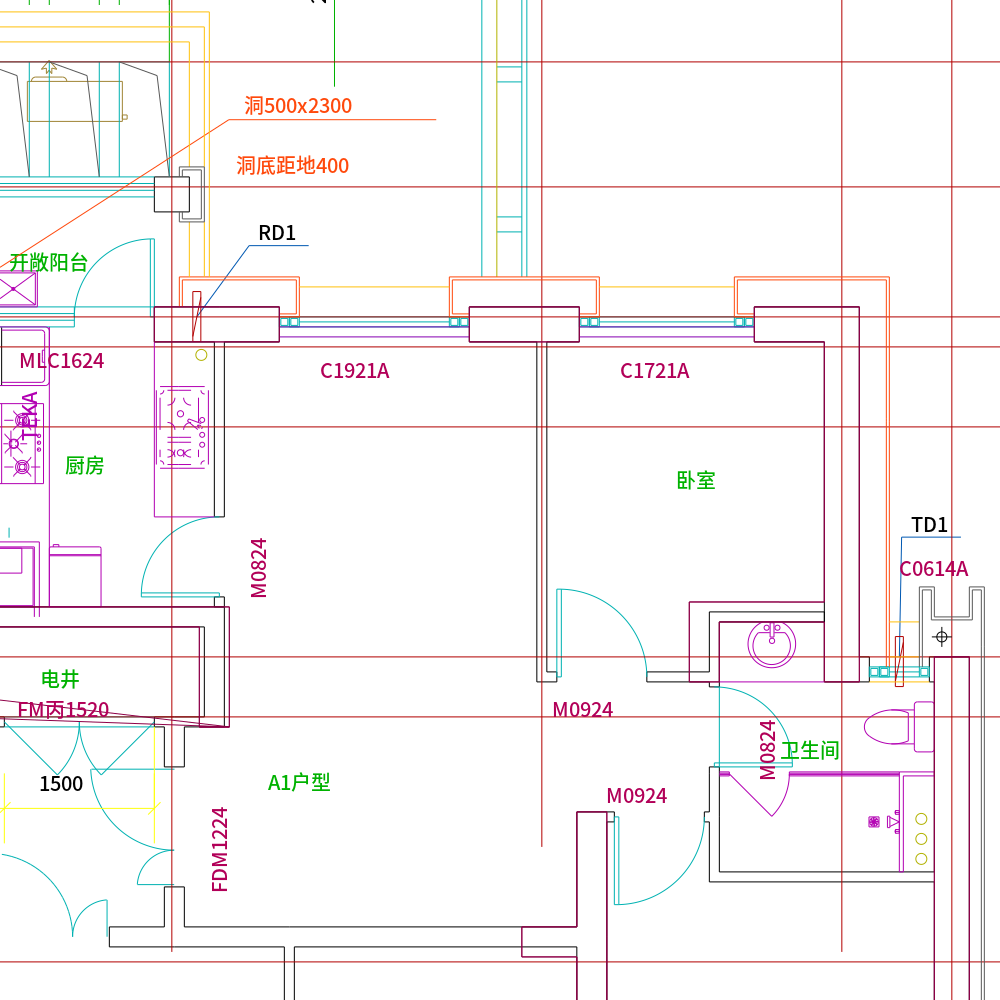 洞500x2300
洞底距地400
RD1
开敞阳台
MLC1624
C1921A
C1721A
TEKA
厨房
卧室
TD1
M0824
C0614A
电井
FM丙1520
M0924
M0824
卫生间
1500
A1户型
M0924
FDM1224